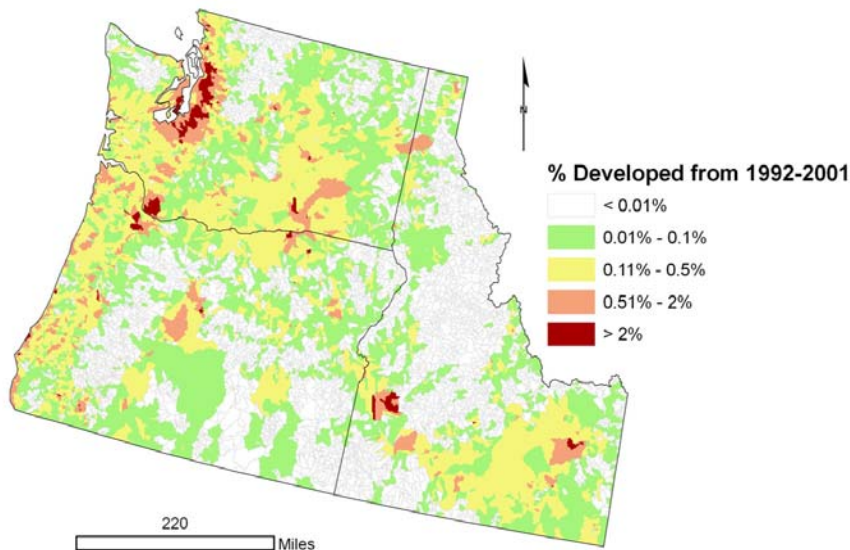 N
% Developed from 1992-2001
< 0.01%
0.01% - 0.1%
0.11% - 0.5%
0.51% - 2%
> 2%
220
Miles